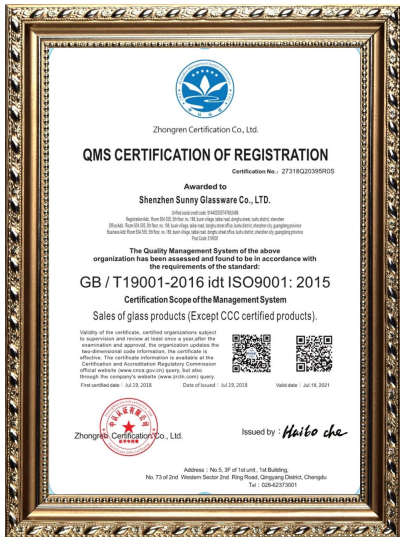 Zhongren Certification Co., Ltd.
QMS CERTIFICATION OF REGISTRATION
Certification No.: 27318Q20395R0S
Awarded to
Shenzhen Sunny Glassware Co., LTD.
The Quality Management System of the above
organization has been assessed and found to be in accordance with
the requirements of the standard:
GB / T19001-2016 idt ISO9001: 2015
Certification Scope of the Management System
Sales of glass products (Except CCC certified products).
Validity of the certificate, certified organizations subject
to supervision and review at least once a year,after the
examination and approval, the organization updates the
two-dimensional code information, the certificate is
effective. The certificate information is available at the
Certification and Accreditation Regulatory Commission
official website (www.cnca.gov.cn) query, but also
through the company's website (www.zrctn.com) query.
First certified date : Jul.19, 2018 Date of Issued : Jul.19, 2018 Valid date : Jul.18, 2021
Zhongren Certification Co., Ltd.
Issued by : Haibo che
Address : No.5, 3F of 1st unit , 1st Building,
No. 73 of 2nd Western Sector 2nd Ring Road, Qingyang District, Chengdu
Tel : 028-62373001